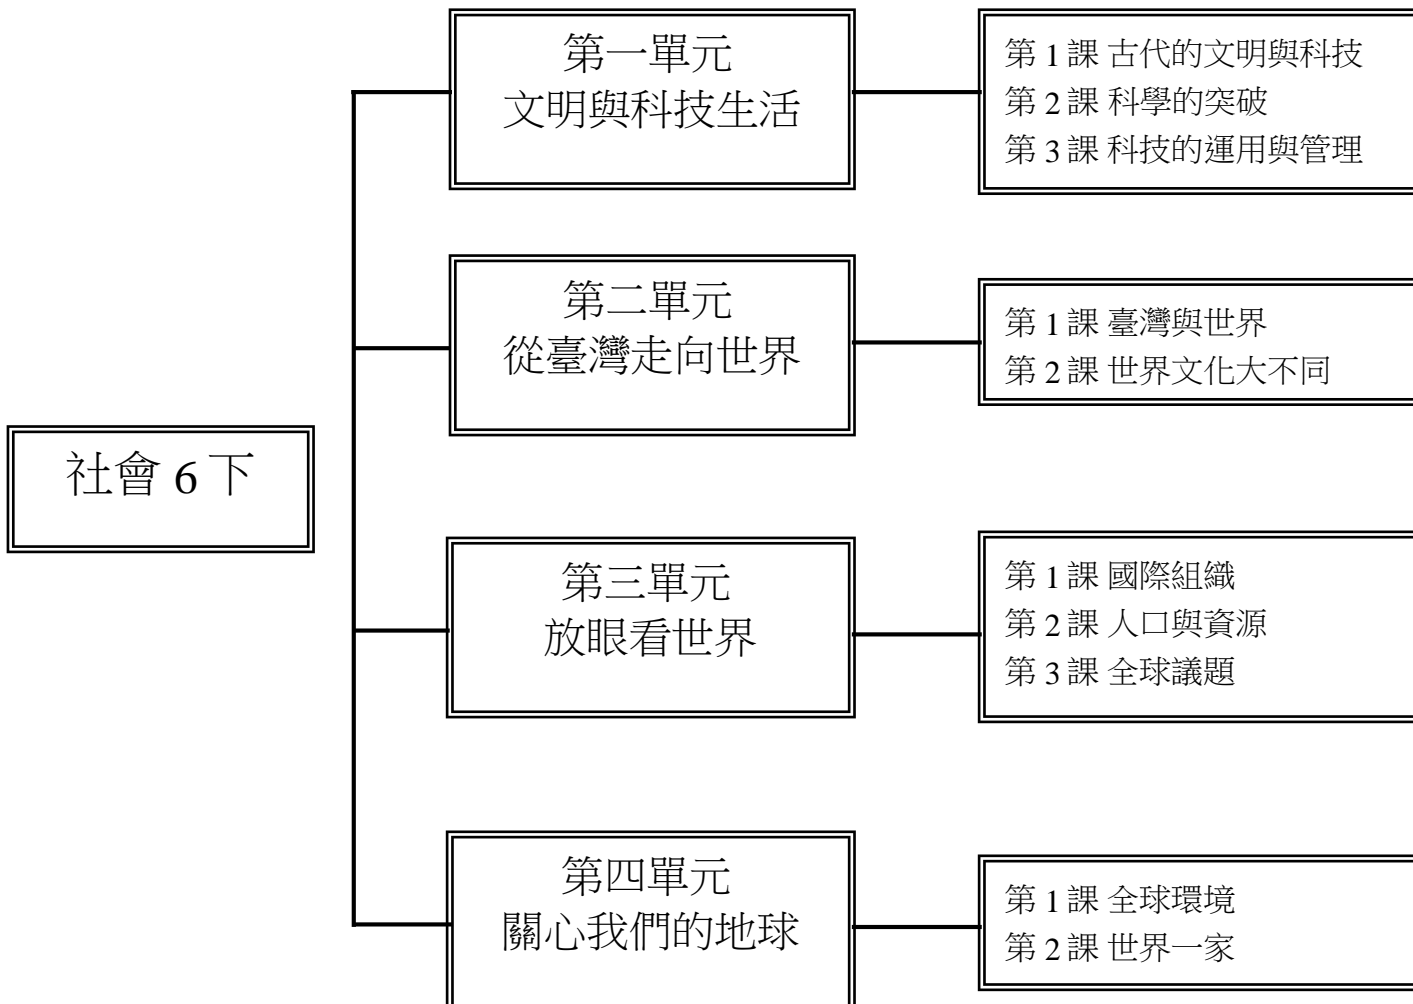 社會 6 下
第一單元
文明與科技生活
第 1 課 古代的文明與科技
第 2 課 科學的突破
第 3 課 科技的運用與管理
第二單元
從臺灣走向世界
第 1 課 臺灣與世界
第 2 課 世界文化大不同
第三單元
放眼看世界
第 1 課 國際組織
第 2 課 人口與資源
第 3 課 全球議題
第四單元
關心我們的地球
第 1 課 全球環境
第 2 課 世界一家